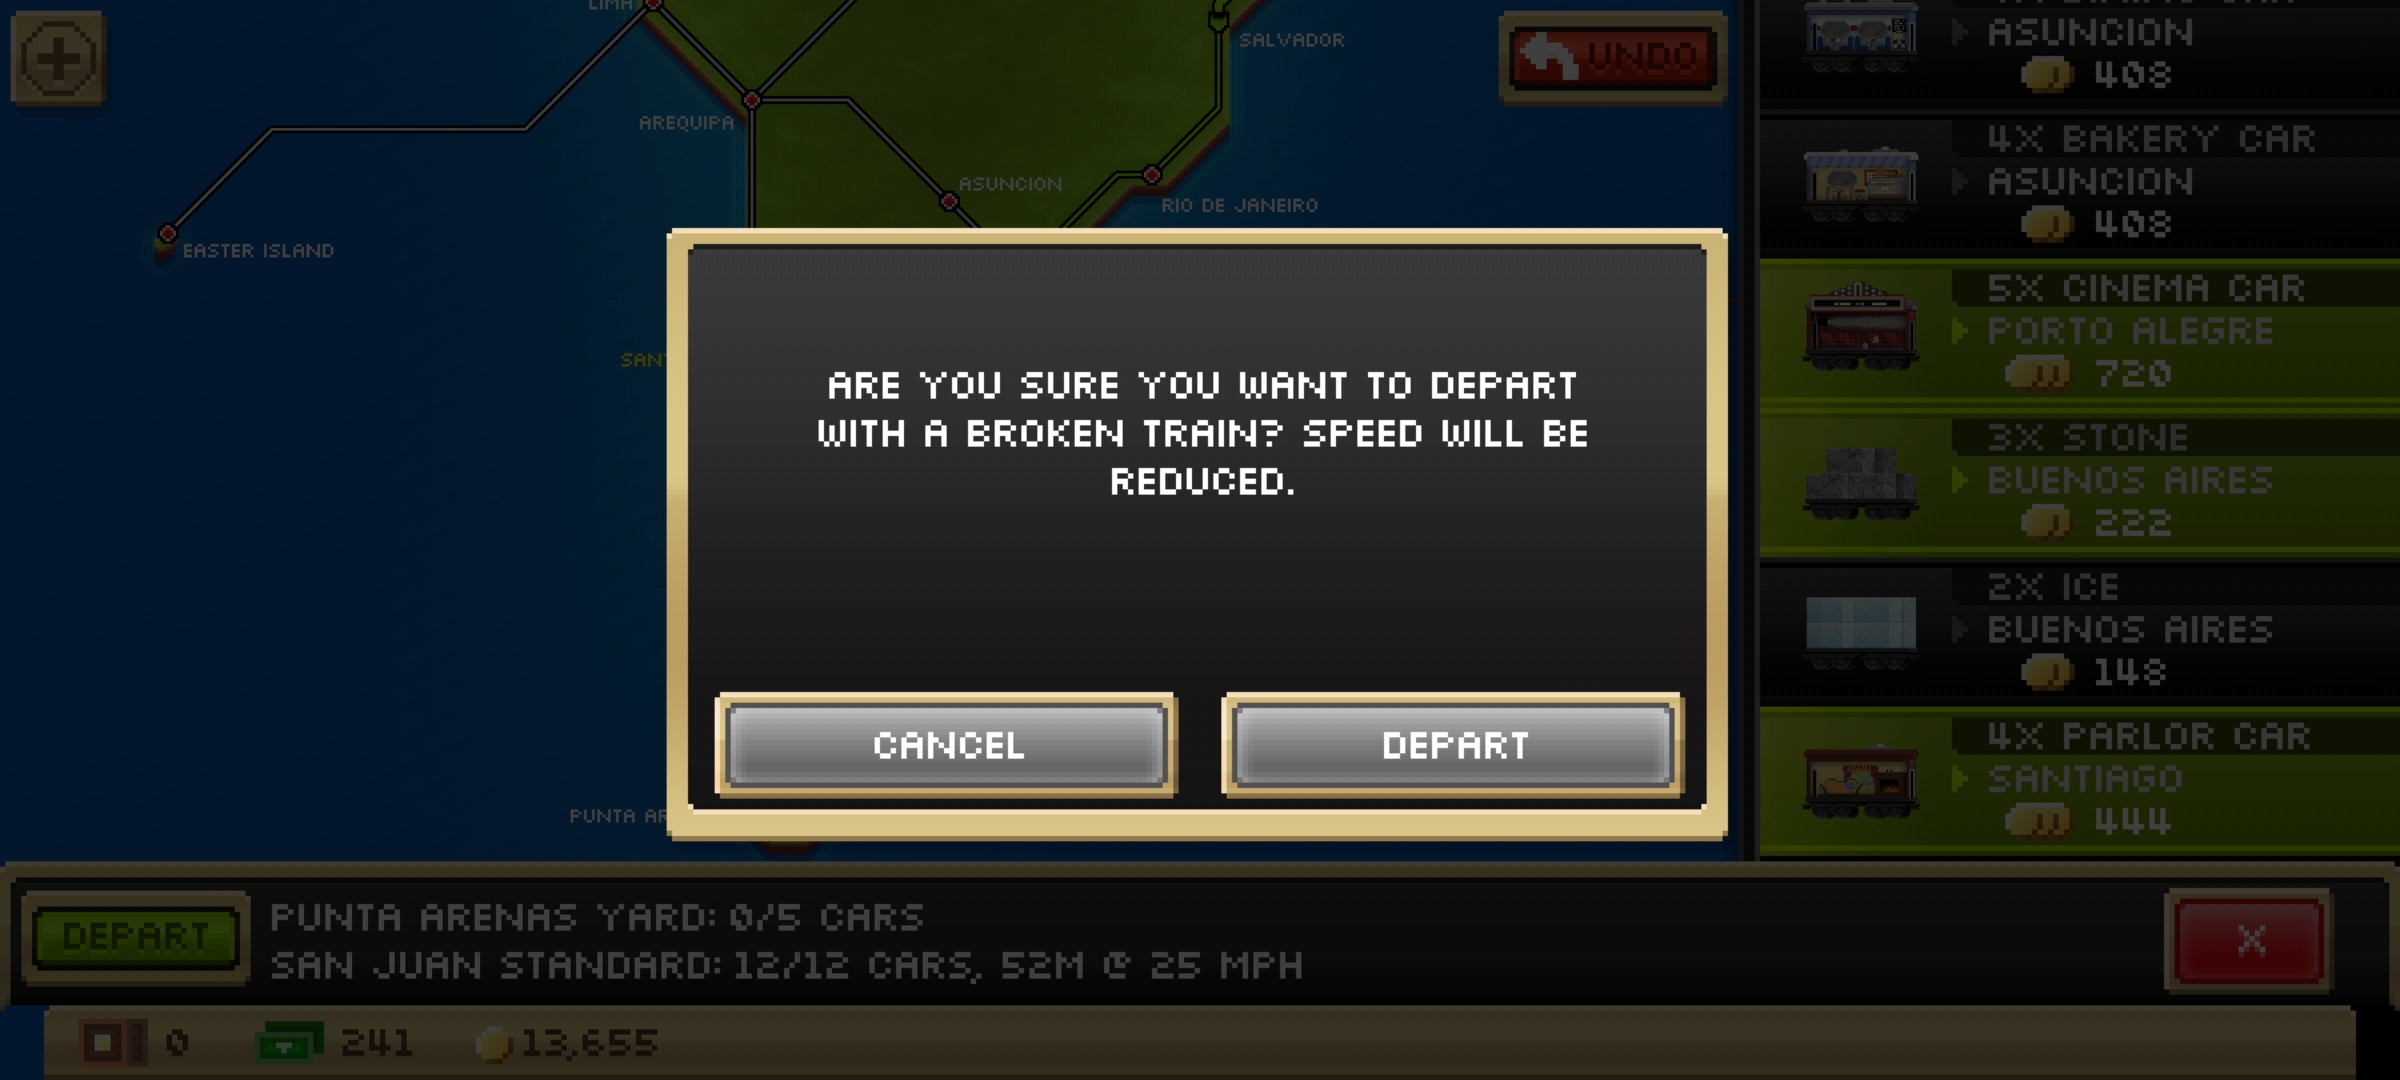 LIMA
SALVADOR
UNDO
AREQUIPA
ASUNCION
RIO DE JANEIRO
EASTER ISLAND
ARE YOU SURE YOU WANT TO DEPART
WITH A BROKEN TRAIN? SPEED WILL BE
REDUCED.
CANCEL
DEPART
ASUNCION
408
4X BAKERY CAR
ASUNCION
408
5X CINEMA CAR
PORTO ALEGRE
720
3X STONE
BUENOS AIRES
222
2X ICE
BUENOS AIRES
148
4X PARLOR CAR
SANTIAGO
444
PUNTA AR
DEPART
PUNTA ARENAS YARD: 0/5 CARS
SAN JUAN STANDARD: 12/12 CARS, 52M @ 25 MPH
X
0
241
13,655